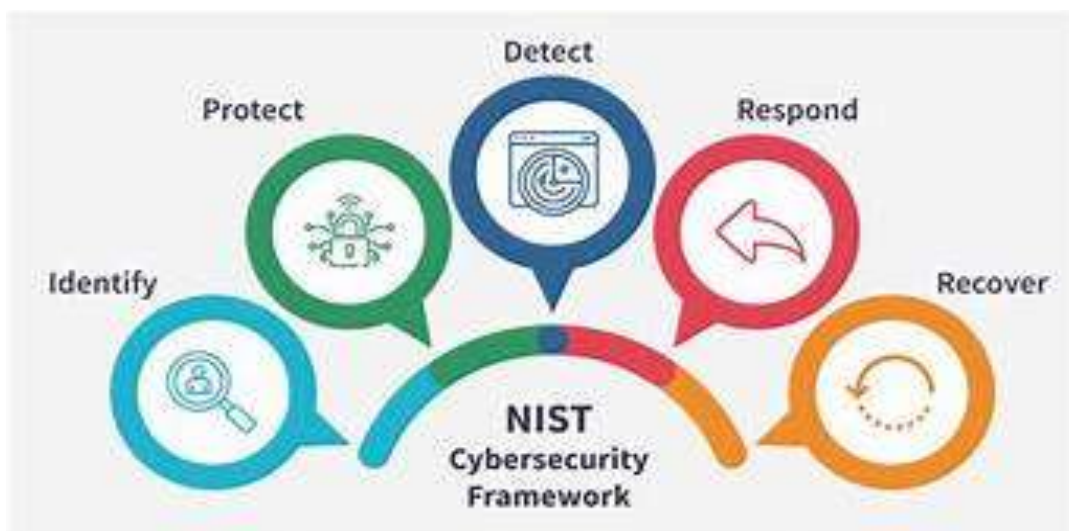 Detect
Protect
Respond
Identify
Recover
NIST
Cybersecurity
Framework